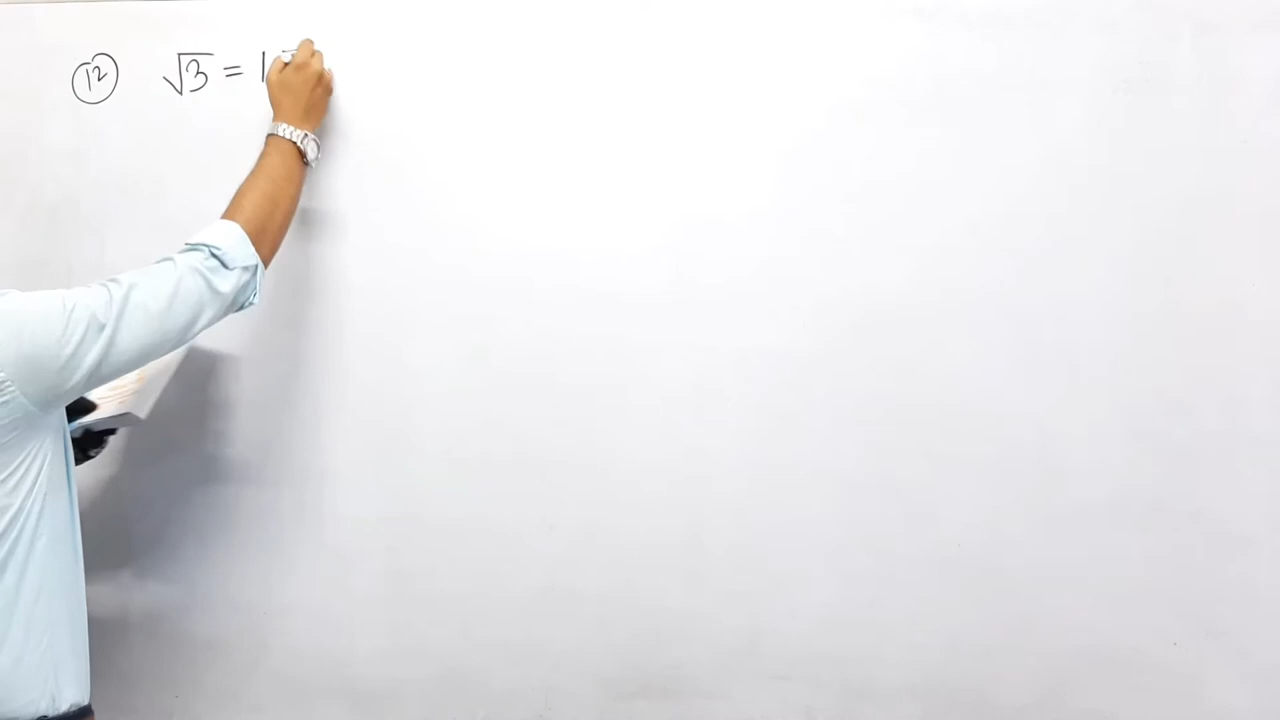 12 √3 = 1